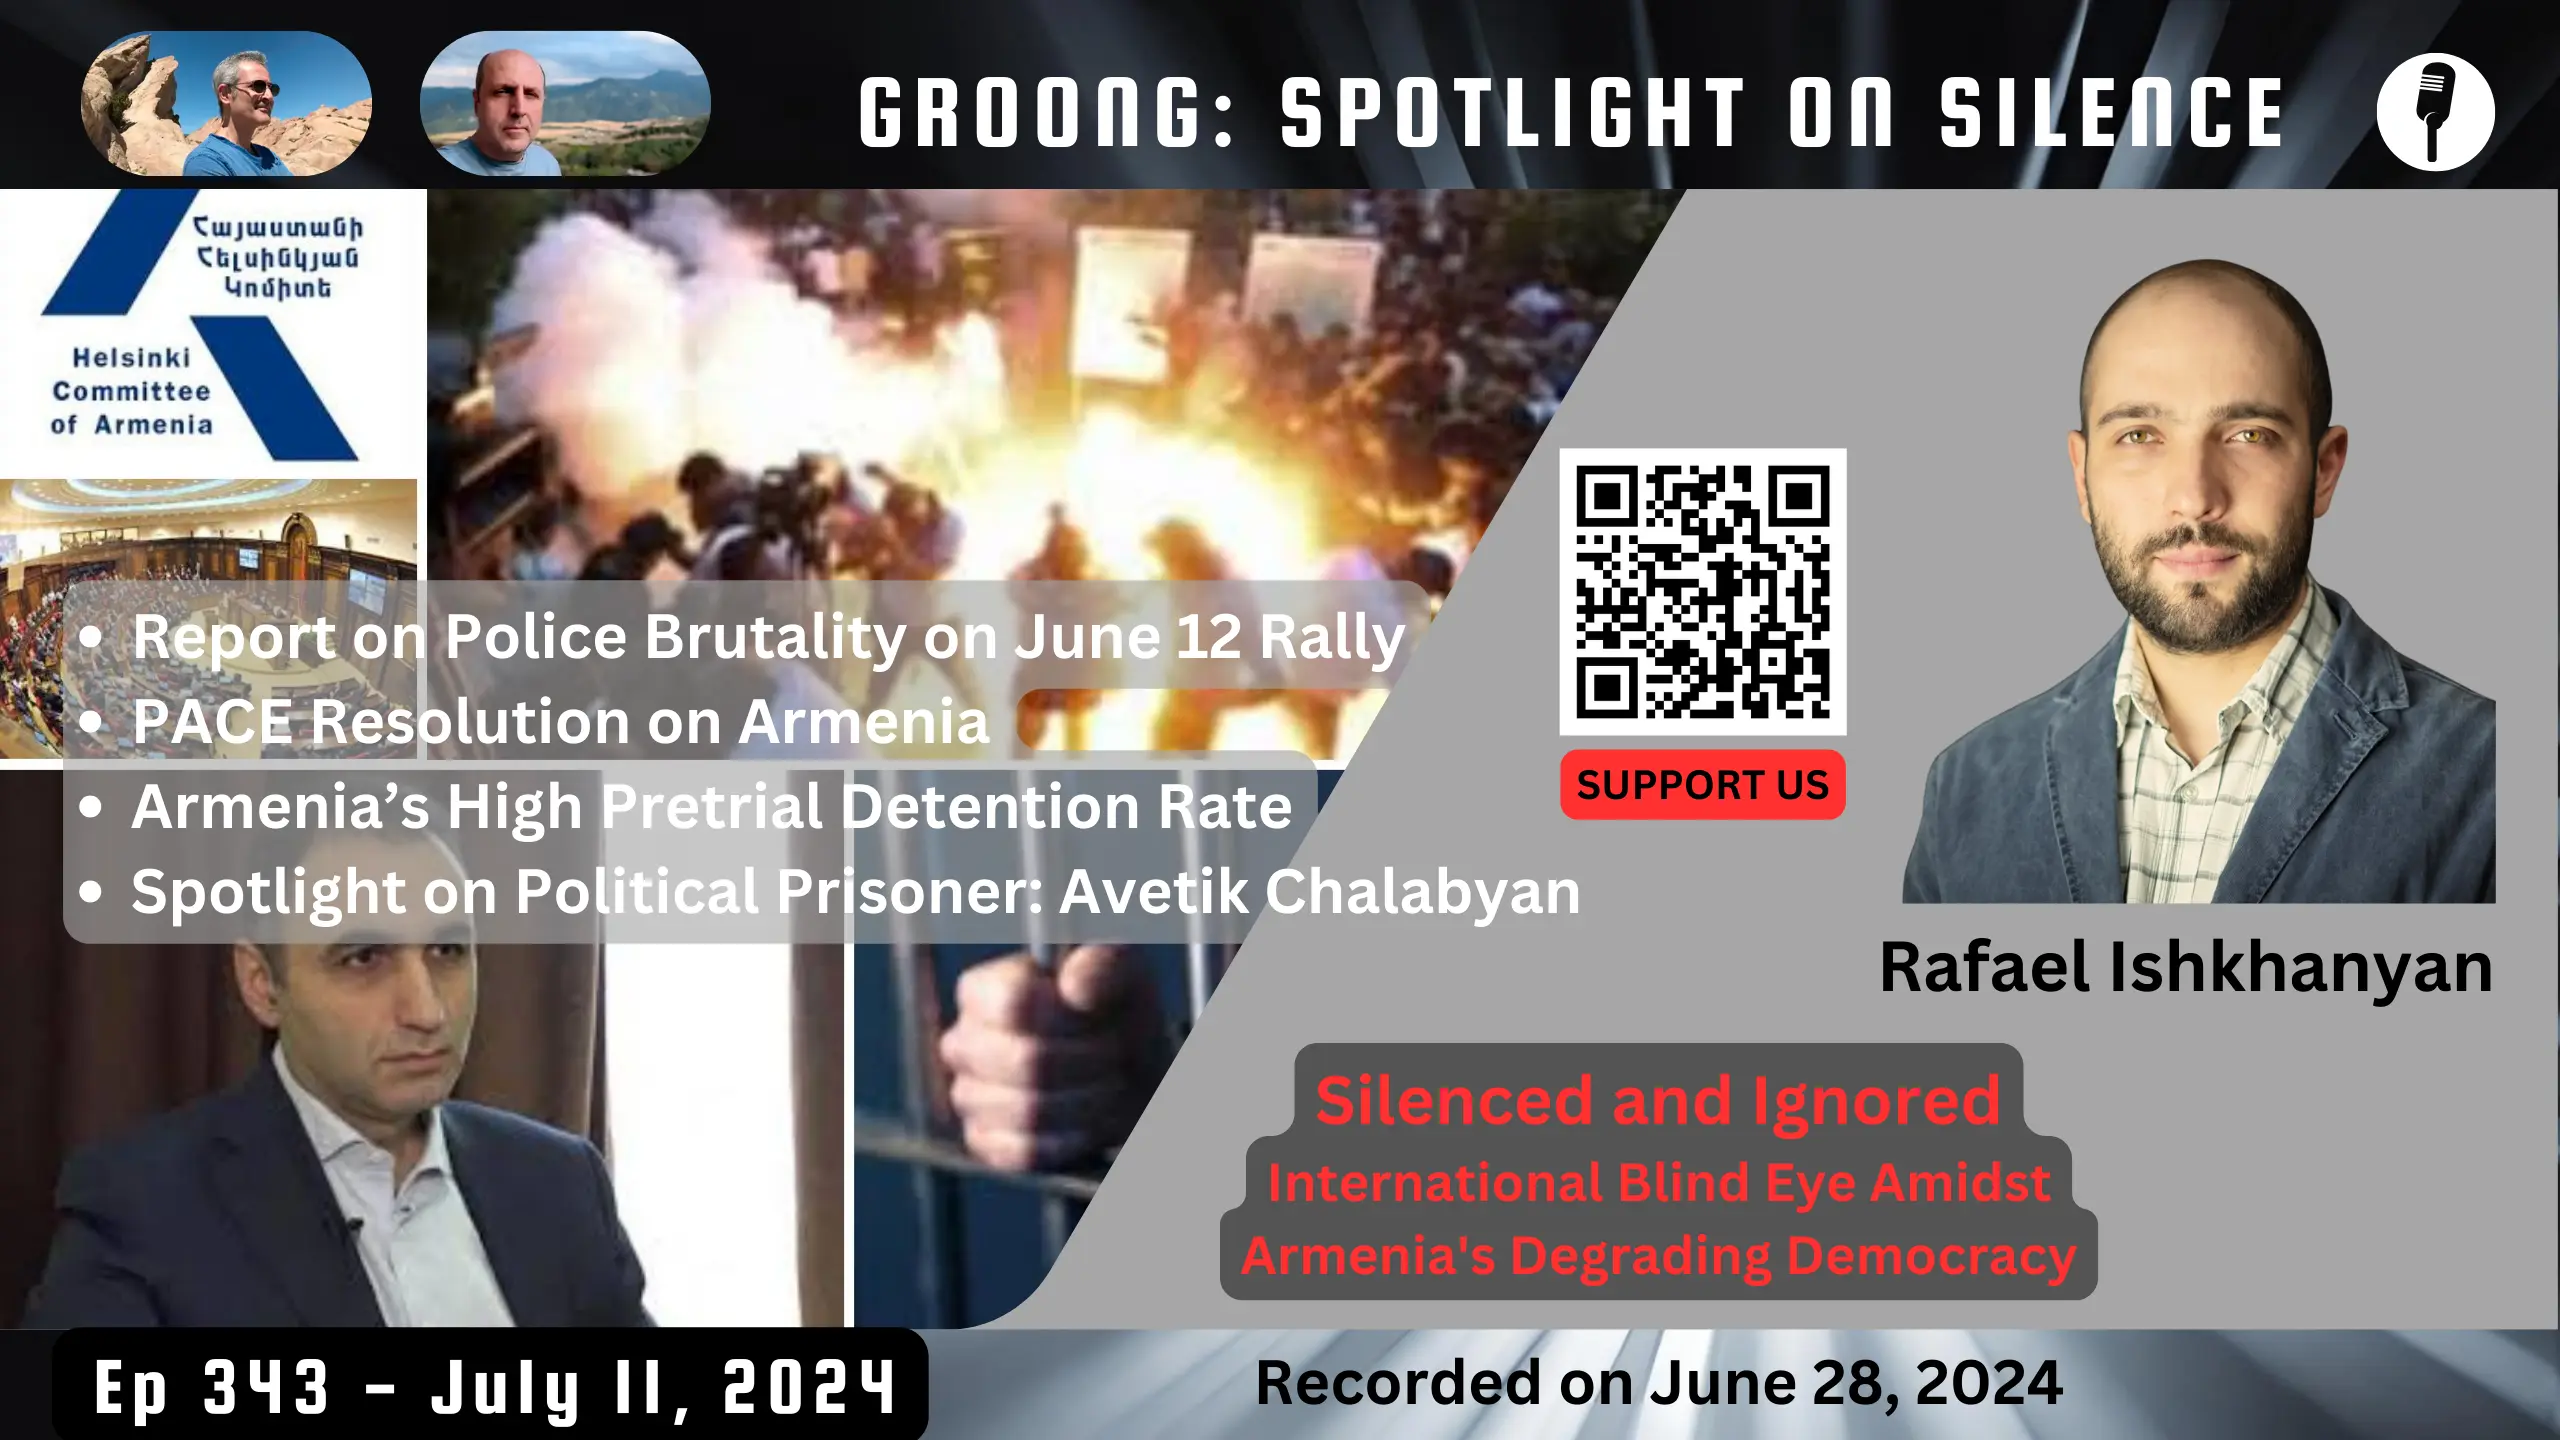 GROONG: SPOTLIGHT ON SILENCE
Հայաստանի
Հելսինկյան
Կոմիտե
Helsinki
Committee
of Armenia
• Report on Police Brutality on June 12 Rally
• PACE Resolution on Armenia
• Armenia’s High Pretrial Detention Rate
• Spotlight on Political Prisoner: Avetik Chalabyan
SUPPORT US
Rafael Ishkhanyan
Silenced and Ignored
International Blind Eye Amidst
Armenia's Degrading Democracy
Ep 343 - July 11, 2024
Recorded on June 28, 2024